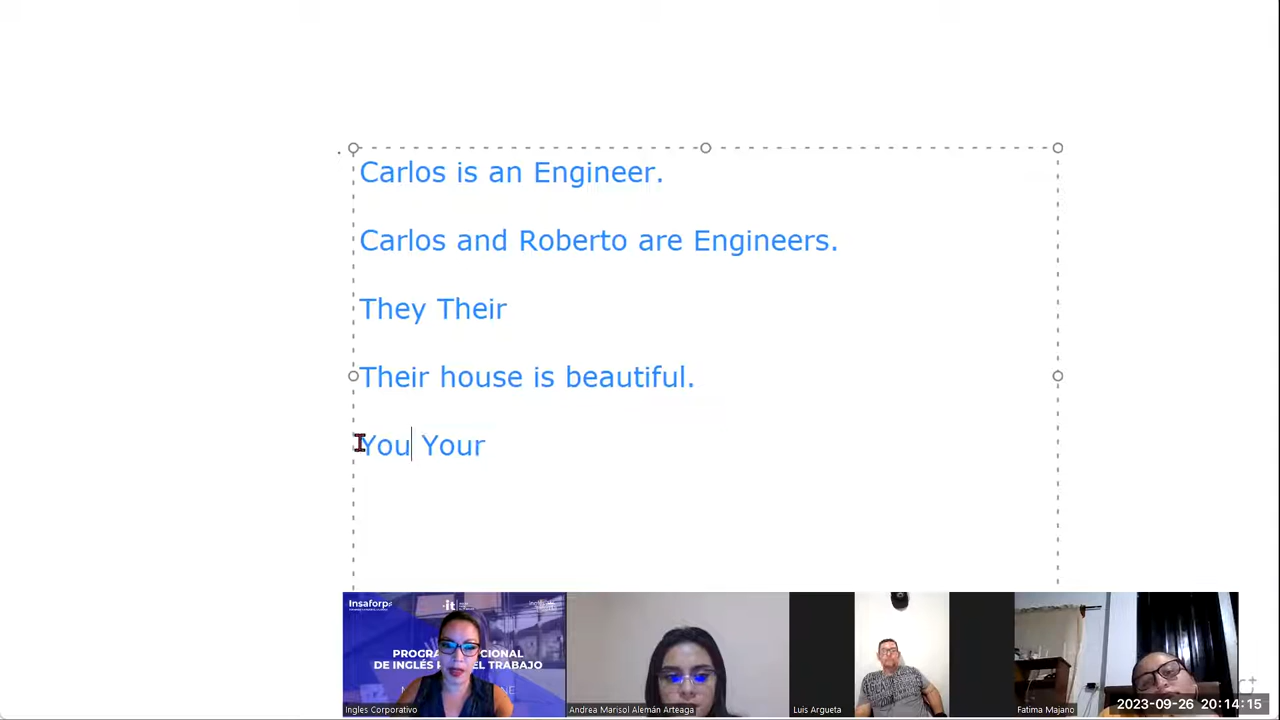 Carlos is an Engineer.
Carlos and Roberto are Engineers.
They Their
Their house is beautiful.
You Your
Insaforp
it
DE INGLÉS
EL TRABAJO
Ingles Corporativo
Andrea Marisol Alemán Arteaga
Luis Argueta
Fatima Majano
2023-09-26 20:14:15